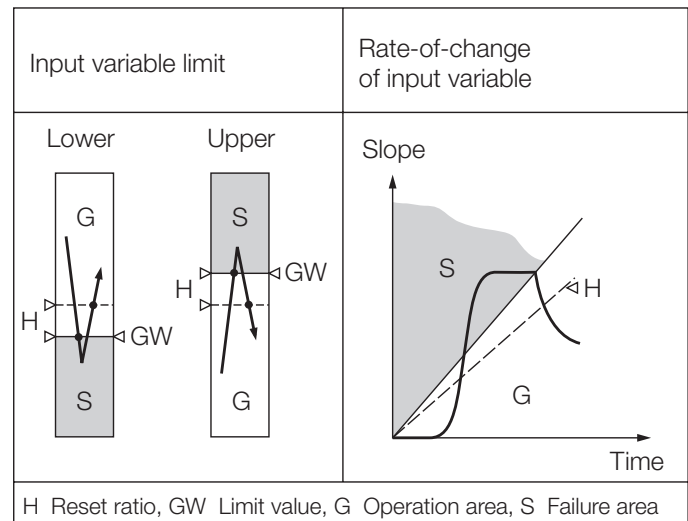 Input variable limit
Rate-of-change
of input variable
Lower
Upper
G
S
H
GW
S
H
GW
G
Slope
S
H
G
Time
H Reset ratio, GW Limit value, G Operation area, S Failure area